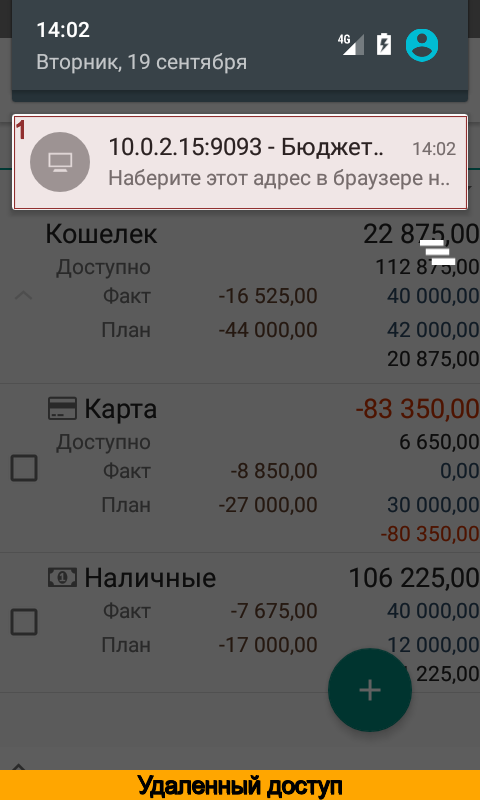 14:02
4G
Вторник, 19 сентября
1
10.0.2.15:9093 - Бюджет..
14:02
Наберите этот адрес в браузере н..
Кошелек 22 875,00
Доступно 112 875,00
Факт -16 525,00 40 000,00
План -44 000,00 42 000,00
20 875,00
Карта -83 350,00
Доступно 6 650,00
Факт -8 850,00 0,00
План -27 000,00 30 000,00
-80 350,00
Наличные 106 225,00
Факт -7 675,00 40 000,00
План -17 000,00 12 000,00
225,00
Удаленный доступ